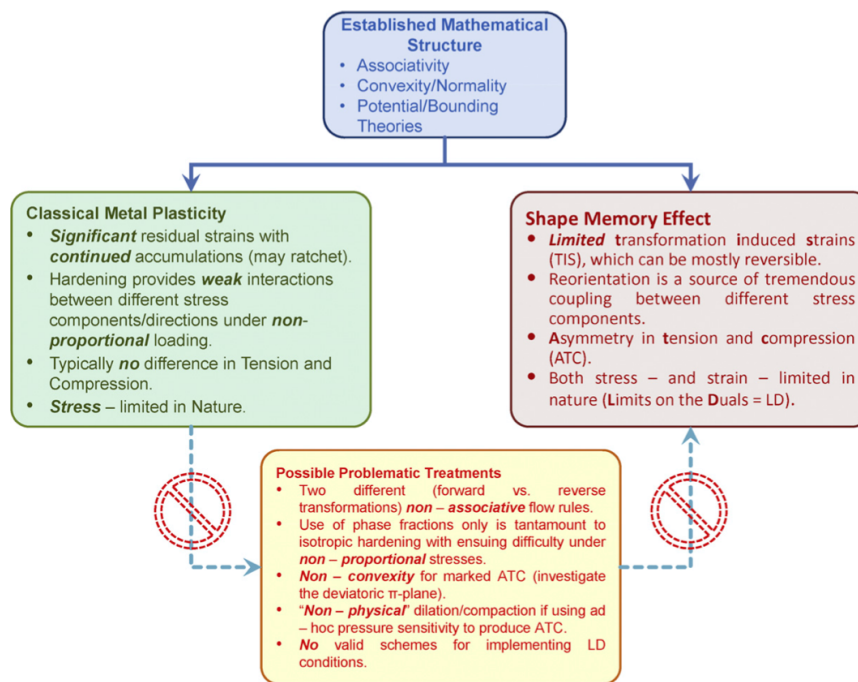 Established Mathematical
Structure
• Associativity
• Convexity/Normality
• Potential/Bounding
Theories
Classical Metal Plasticity
• Significant residual strains with
continued accumulations (may ratchet).
• Hardening provides weak interactions
between different stress
components/directions under non-
proportional loading.
• Typically no difference in Tension and
Compression.
• Stress – limited in Nature.
Shape Memory Effect
• Limited transformation induced strains
(TIS), which can be mostly reversible.
• Reorientation is a source of tremendous
coupling between different stress
components.
• Asymmetry in tension and compression
(ATC).
• Both stress – and strain – limited in
nature (Limits on the Duals = LD).
Possible Problematic Treatments
• Two different (forward vs. reverse
transformations) non – associative flow rules.
• Use of phase fractions only is tantamount to
isotropic hardening with ensuing difficulty under
non – proportional stresses.
• Non – convexity for marked ATC (investigate
the deviatoric π-plane).
• “Non – physical” dilation/compaction if using ad
– hoc pressure sensitivity to produce ATC.
• No valid schemes for implementing LD
conditions.